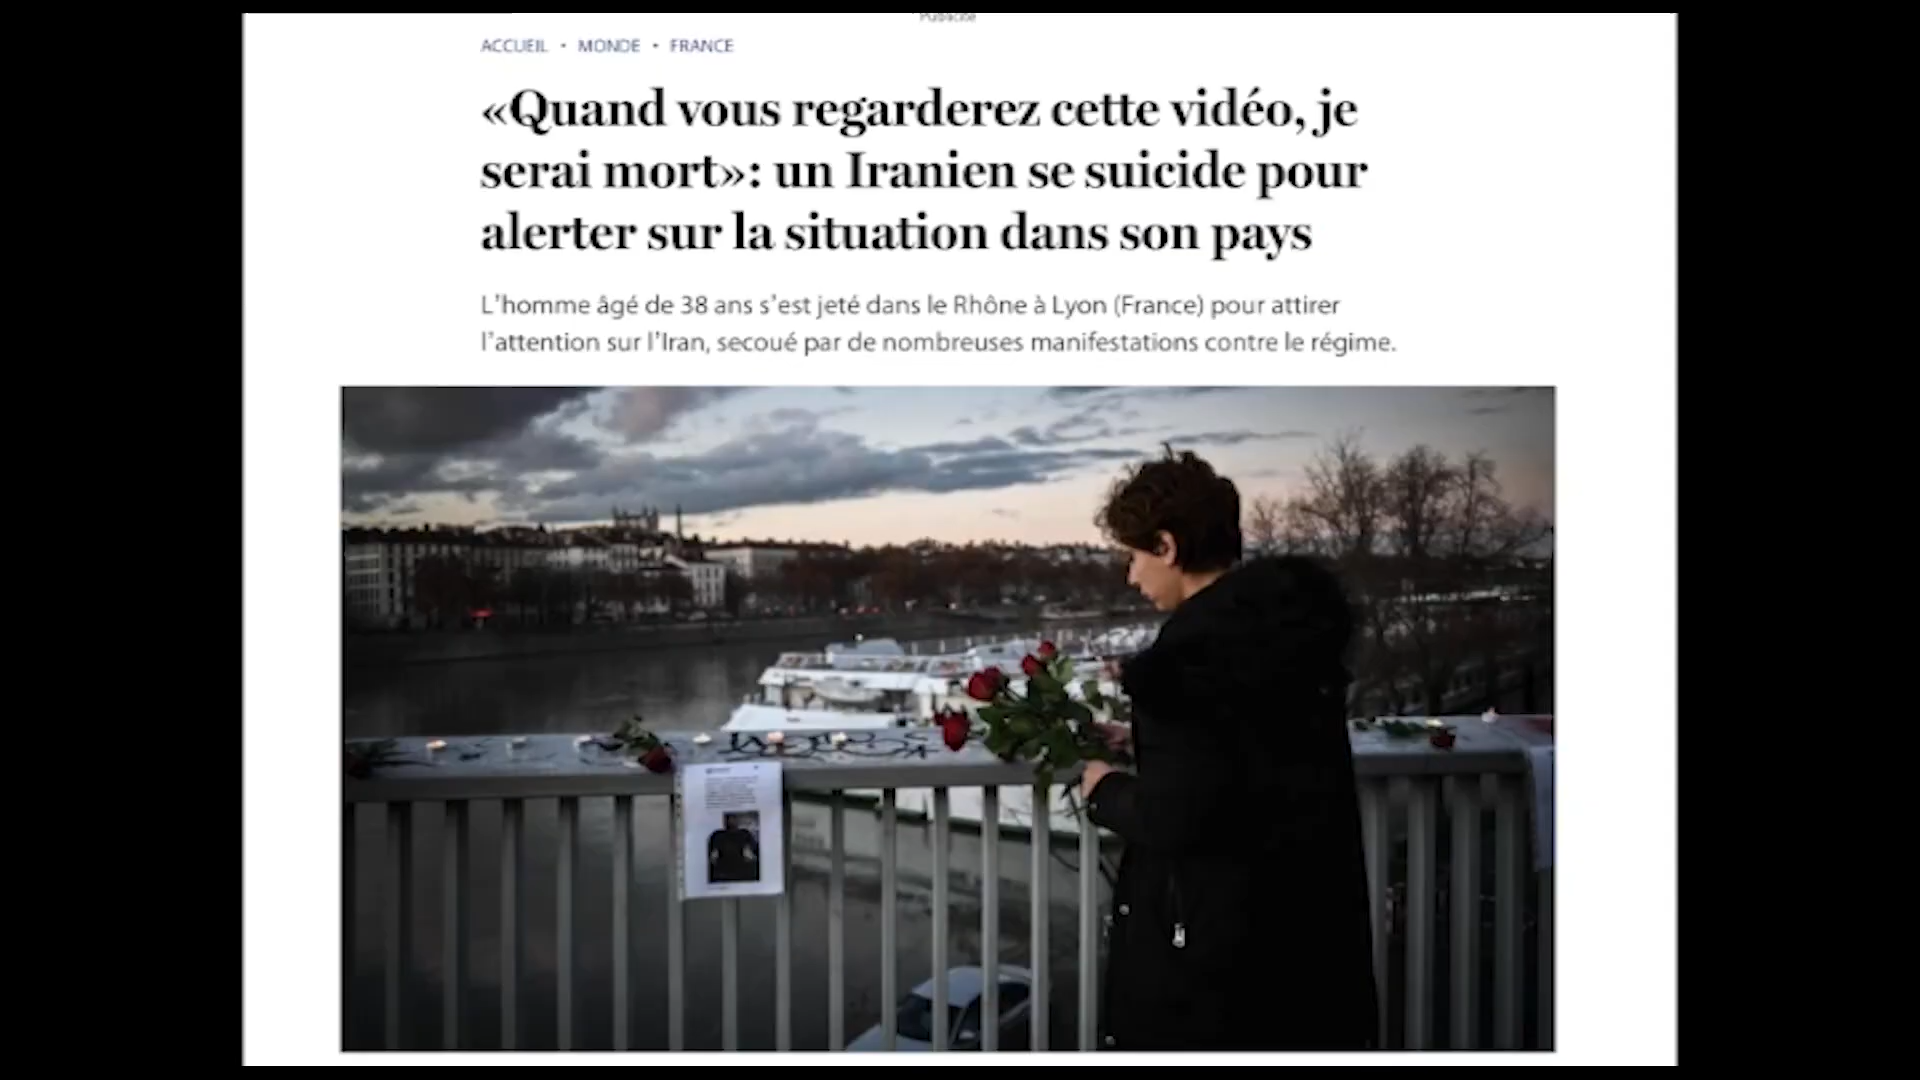 Publicité
ACCUEIL • MONDE • FRANCE
«Quand vous regarderez cette vidéo, je
serai mort»: un Iranien se suicide pour
alerter sur la situation dans son pays
L'homme âgé de 38 ans s'est jeté dans le Rhône à Lyon (France) pour attirer
l'attention sur l'Iran, secoué par de nombreuses manifestations contre le régime.